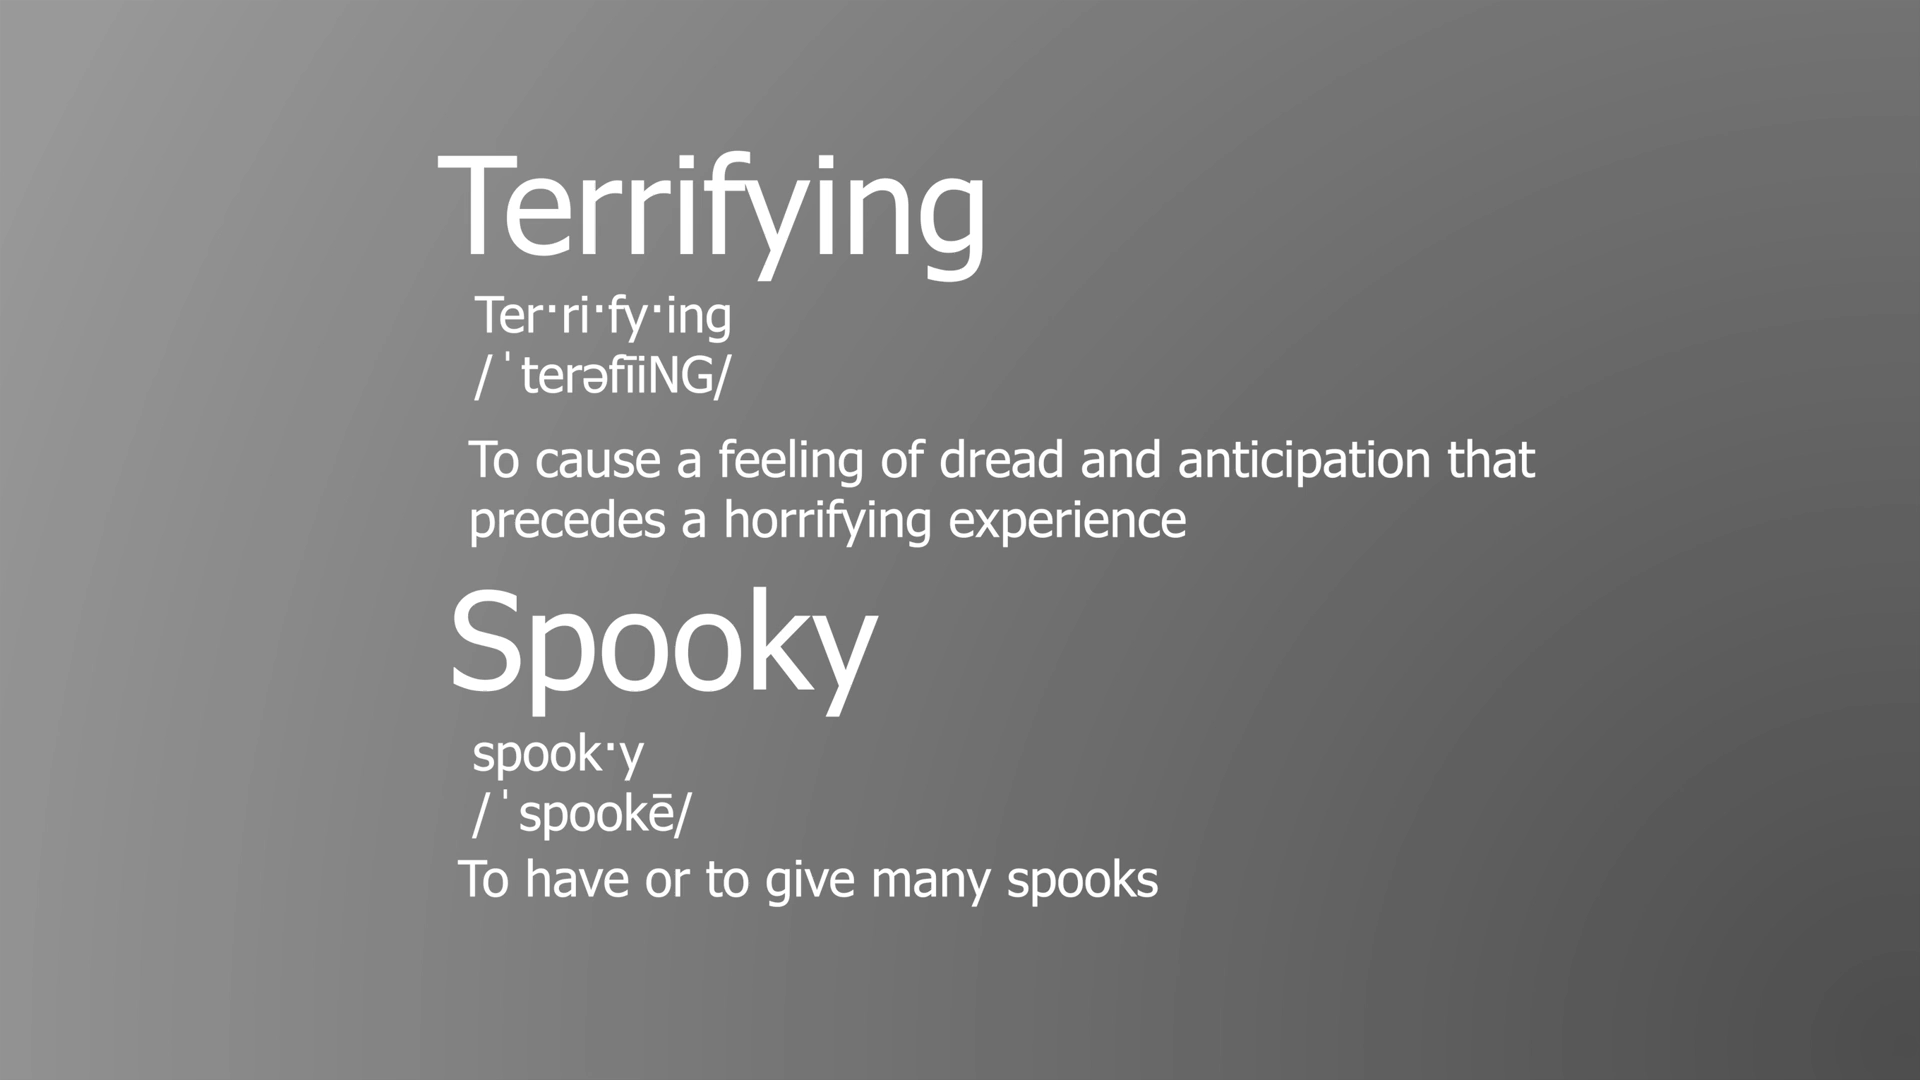 Terrifying
Ter·ri·fy·ing
/ˈterəfīiNG/
To cause a feeling of dread and anticipation that
precedes a horrifying experience
Spooky
spook·y
/ˈspookē/
To have or to give many spooks